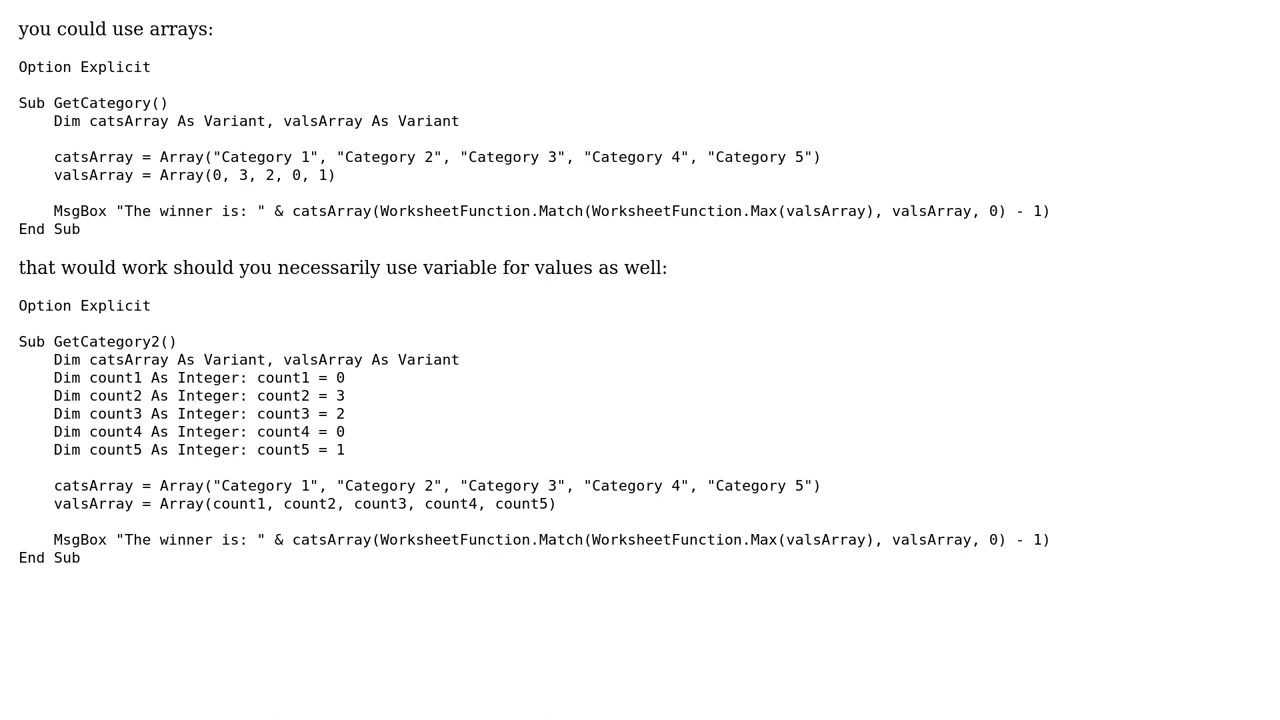 you could use arrays:
Option Explicit
Sub GetCategory()
    Dim catsArray As Variant, valsArray As Variant
    catsArray = Array("Category 1", "Category 2", "Category 3", "Category 4", "Category 5")
    valsArray = Array(0, 3, 2, 0, 1)
    MsgBox "The winner is: " & catsArray(WorksheetFunction.Match(WorksheetFunction.Max(valsArray), valsArray, 0) - 1)
End Sub
that would work should you necessarily use variable for values as well:
Option Explicit
Sub GetCategory2()
    Dim catsArray As Variant, valsArray As Variant
    Dim count1 As Integer: count1 = 0
    Dim count2 As Integer: count2 = 3
    Dim count3 As Integer: count3 = 2
    Dim count4 As Integer: count4 = 0
    Dim count5 As Integer: count5 = 1
    catsArray = Array("Category 1", "Category 2", "Category 3", "Category 4", "Category 5")
    valsArray = Array(count1, count2, count3, count4, count5)
    MsgBox "The winner is: " & catsArray(WorksheetFunction.Match(WorksheetFunction.Max(valsArray), valsArray, 0) - 1)
End Sub